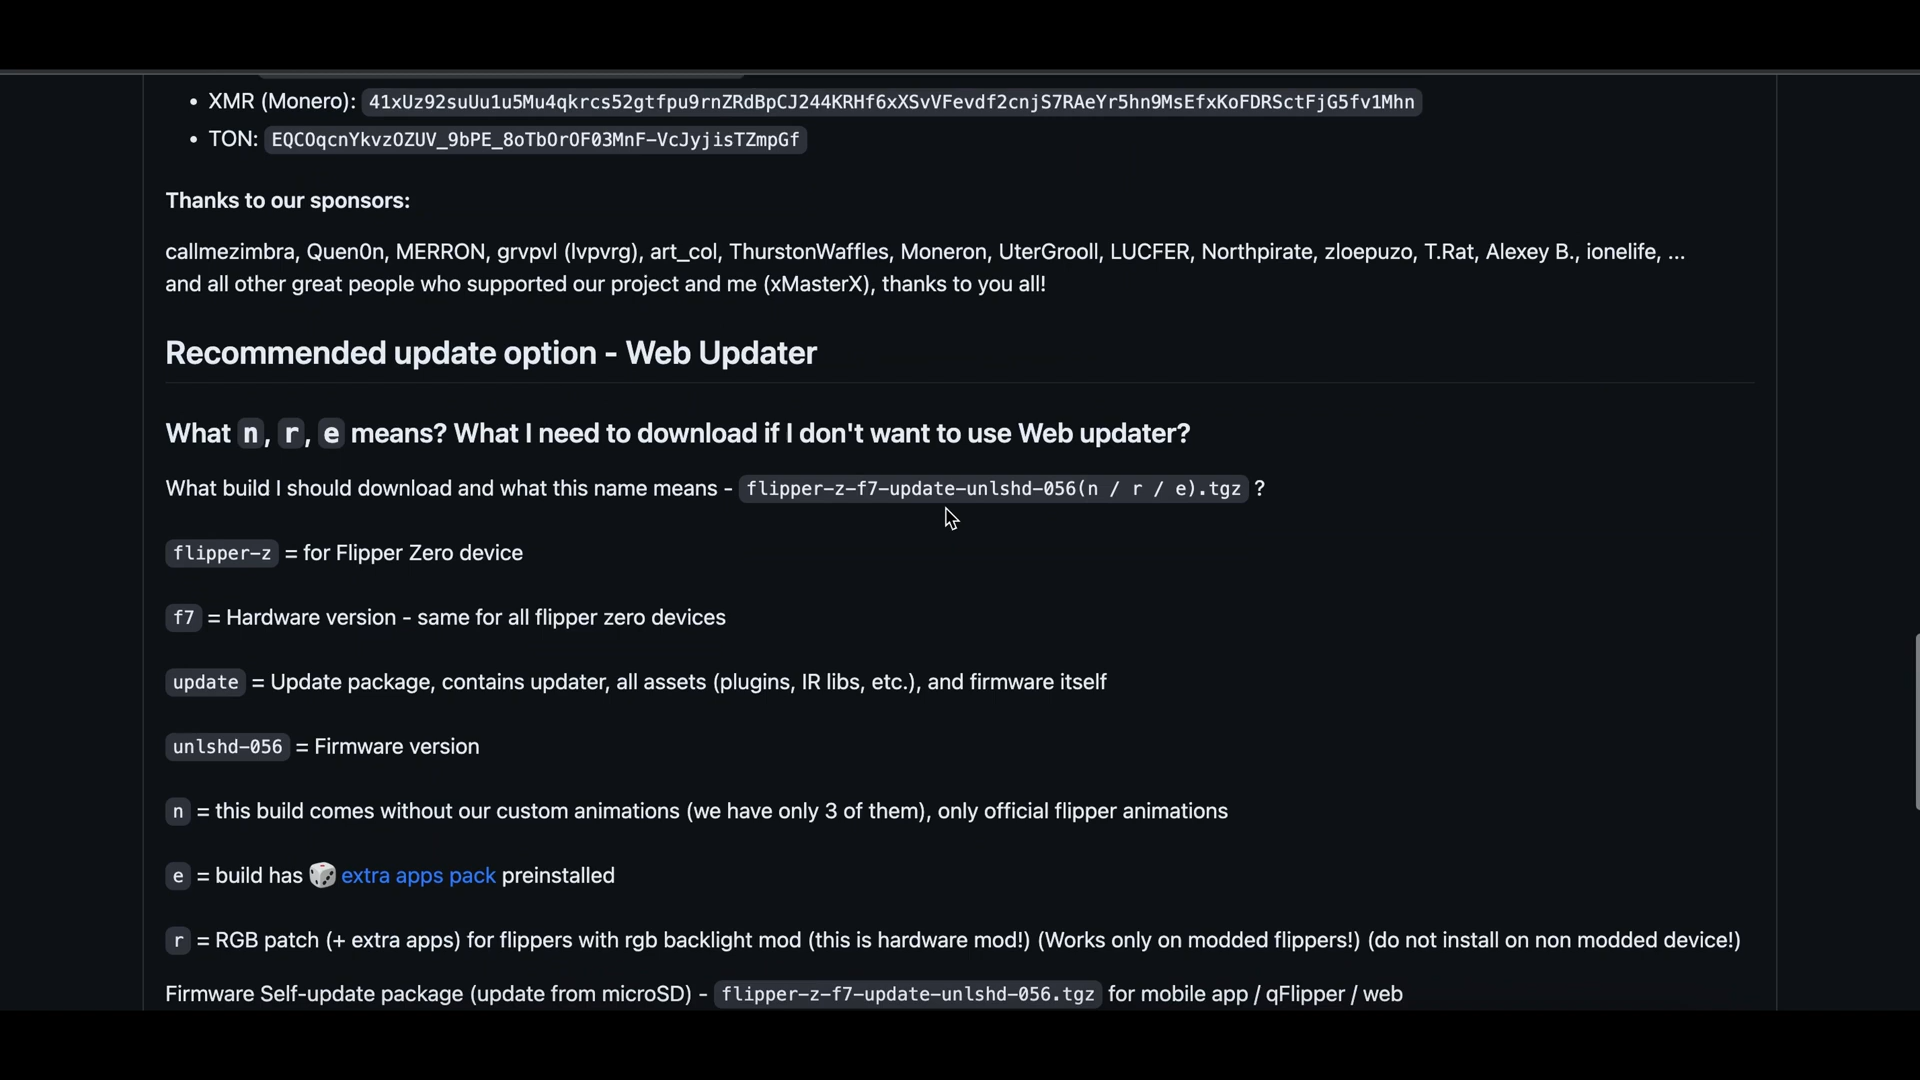 • XMR (Monero): 41xUz92suUu1u5Mu4qkrcs52gtfpu9rnZRdBpCJ244KRHf6xXSvVFevdf2cnjS7RAeYr5hn9MsEfxKoFDRSctFjG5fv1Mhn
• TON: EQCOqcnYkvzOZUV_9bPE_8oTbOrOF03MnF-VcJyjisTZmpGf
Thanks to our sponsors:
callmezimbra, Quen0n, MERRON, grvpvl (lvpvrg), art_col, ThurstonWaffles, Moneron, UterGrooll, LUCFER, Northpirate, zloepuzo, T.Rat, Alexey B., ionelife, ...
and all other great people who supported our project and me (xMasterX), thanks to you all!
Recommended update option - Web Updater
What n, r, e means? What I need to download if I don't want to use Web updater?
What build I should download and what this name means - flipper-z-f7-update-unlshd-056(n / r / e).tgz ?
flipper-z = for Flipper Zero device
f7 = Hardware version - same for all flipper zero devices
update = Update package, contains updater, all assets (plugins, IR libs, etc.), and firmware itself
unlshd-056 = Firmware version
n = this build comes without our custom animations (we have only 3 of them), only official flipper animations
e = build has 🎲 extra apps pack preinstalled
r = RGB patch (+ extra apps) for flippers with rgb backlight mod (this is hardware mod!) (Works only on modded flippers!) (do not install on non modded device!)
Firmware Self-update package (update from microSD) - flipper-z-f7-update-unlshd-056.tgz for mobile app / qFlipper / web